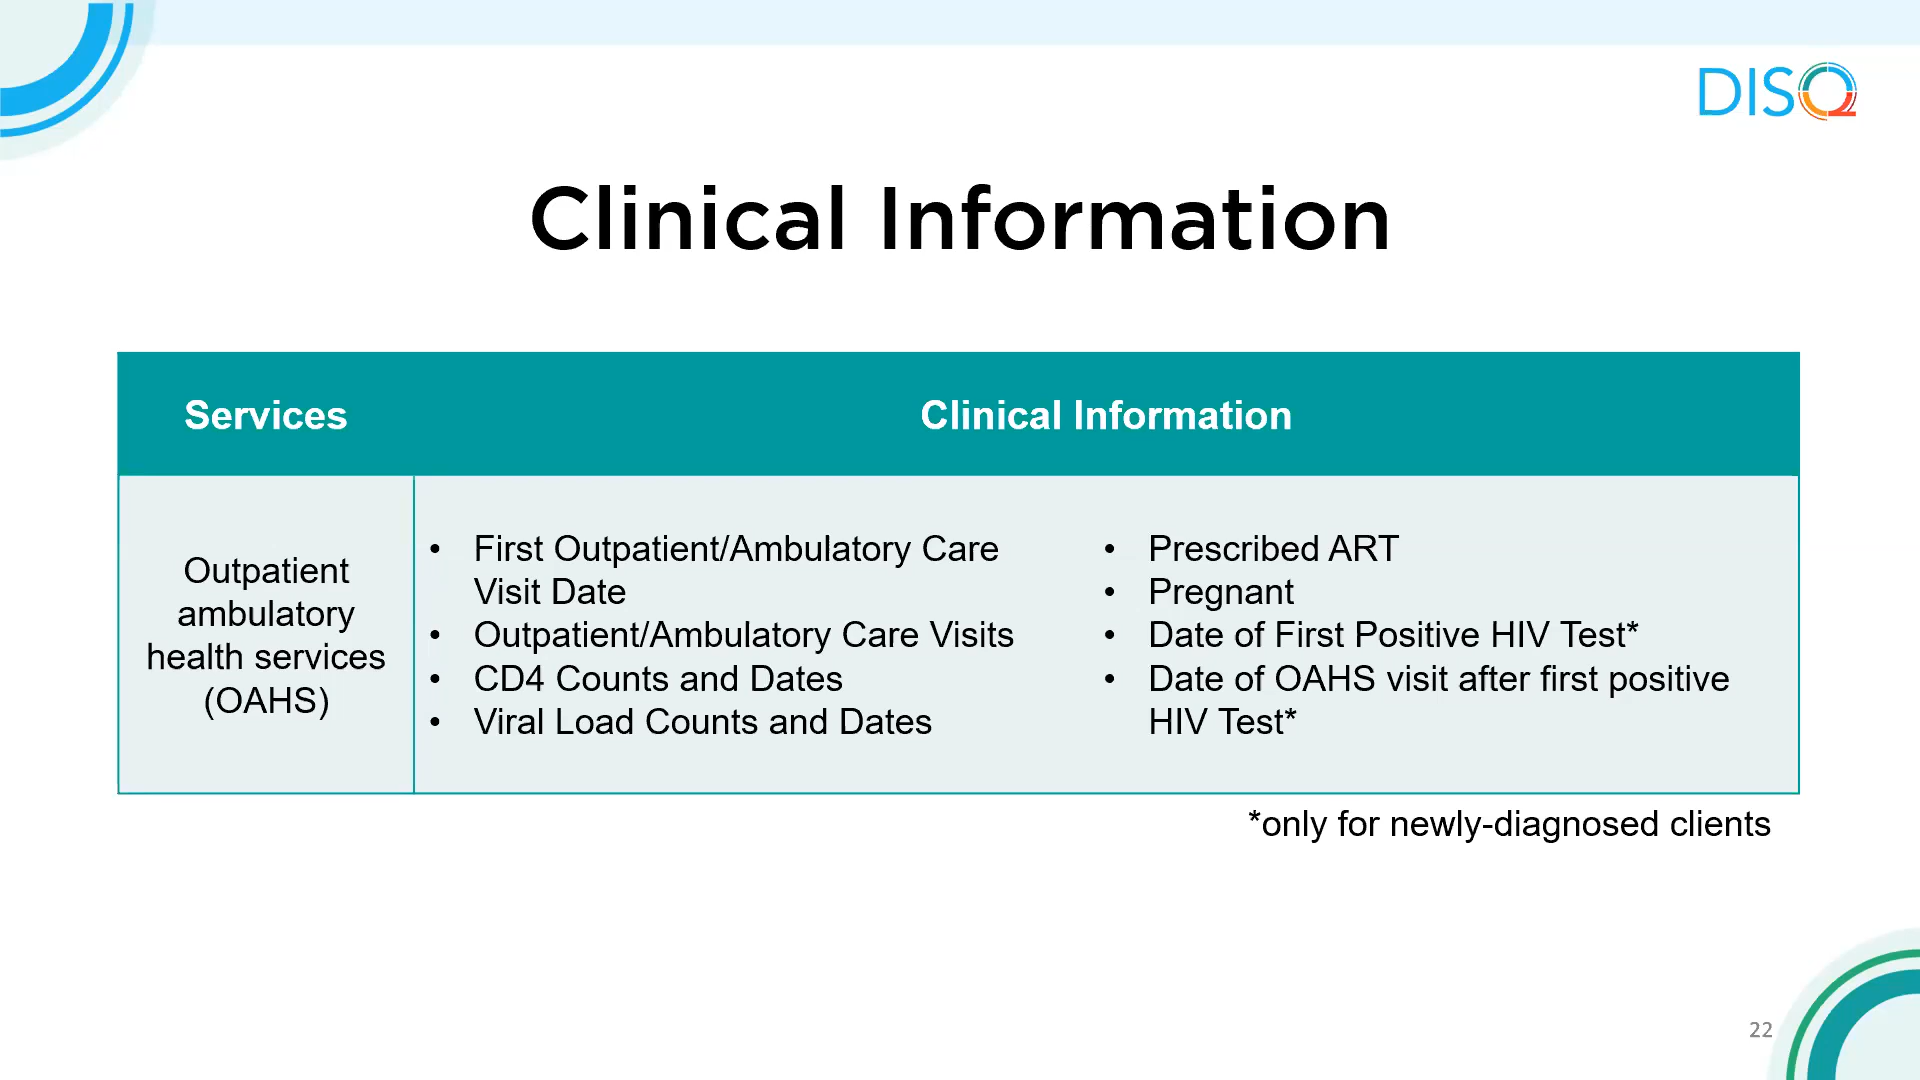 DISQ
Clinical Information
Services
Clinical Information
Outpatient
ambulatory
health services
(OAHS)
• First Outpatient/Ambulatory Care
Visit Date
• Outpatient/Ambulatory Care Visits
• CD4 Counts and Dates
• Viral Load Counts and Dates
• Prescribed ART
• Pregnant
• Date of First Positive HIV Test*
• Date of OAHS visit after first positive
HIV Test*
*only for newly-diagnosed clients
22